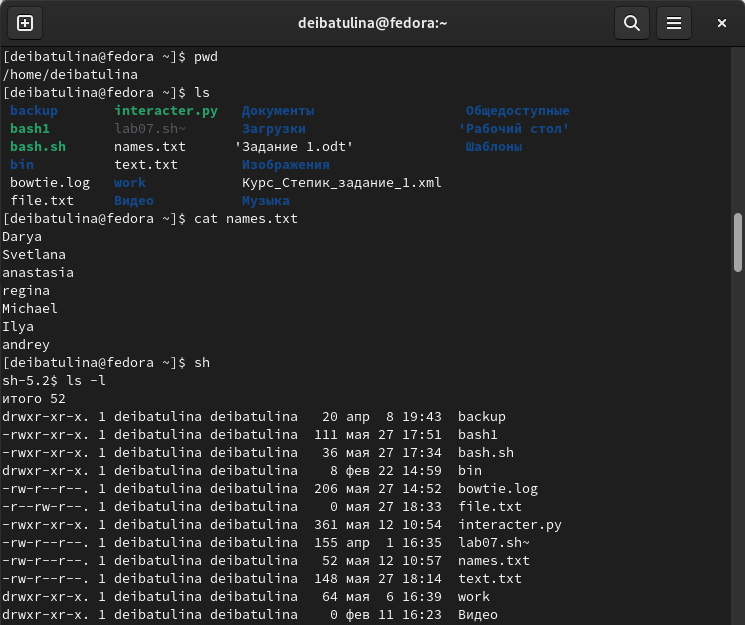 deibatulina@fedora:~
[deibatulina@fedora ~]$ pwd
/home/deibatulina
[deibatulina@fedora ~]$ ls
backup interacter.py Документы Общедоступные
bash1 lab07.sh~ Загрузки 'Рабочий стол'
bash.sh names.txt 'Задание 1.odt' Шаблоны
bin text.txt Изображения
bowtie.log work Курс_Степик_задание_1.xml
file.txt Видео Музыка
[deibatulina@fedora ~]$ cat names.txt
Darya
Svetlana
anastasia
regina
Michael
Ilya
andrey
[deibatulina@fedora ~]$ sh
sh-5.2$ ls -l
итого 52
drwxr-xr-x. 1 deibatulina deibatulina 20 апр 8 19:43 backup
-rwxr-xr-x. 1 deibatulina deibatulina 111 мая 27 17:51 bash1
-rwxr-xr-x. 1 deibatulina deibatulina 36 мая 27 17:34 bash.sh
drwxr-xr-x. 1 deibatulina deibatulina 8 фев 22 14:59 bin
-rw-r--r--. 1 deibatulina deibatulina 206 мая 27 14:52 bowtie.log
-r--rw-r--. 1 deibatulina deibatulina 0 мая 27 18:33 file.txt
-rwxr-xr-x. 1 deibatulina deibatulina 361 мая 12 10:54 interacter.py
-rw-r--r--. 1 deibatulina deibatulina 155 апр 1 16:35 lab07.sh~
-rw-r--r--. 1 deibatulina deibatulina 52 мая 12 10:57 names.txt
-rw-r--r--. 1 deibatulina deibatulina 148 мая 27 18:14 text.txt
drwxr-xr-x. 1 deibatulina deibatulina 64 мая 6 16:39 work
drwxr-xr-x. 1 deibatulina deibatulina 0 фев 11 16:23 Видео